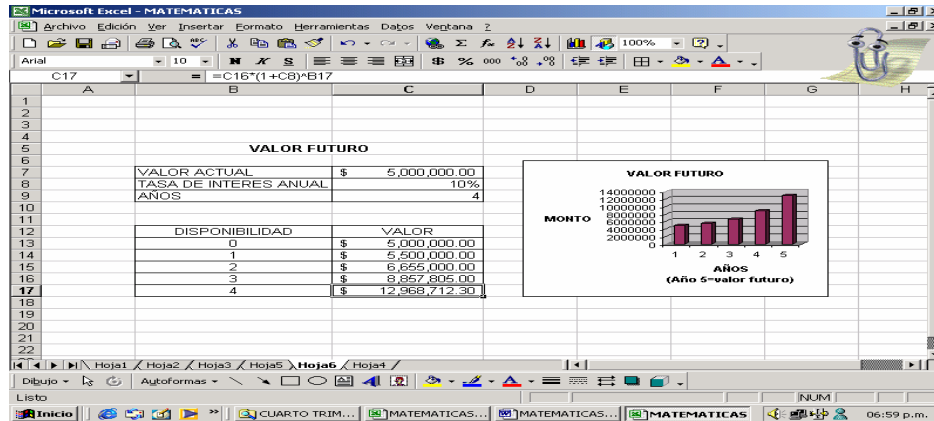 Microsoft Excel - MATEMATICAS
Archivo Edición Ver Insertar Formato Herramientas Datos Ventana ?
100%
Arial 10 N K S $ % 000
C17 = =C16*(1+C8)^B17
A B C D E F G H
1
2
3
4
5 VALOR FUTURO
6
7 VALOR ACTUAL $ 5,000,000.00
8 TASA DE INTERES ANUAL 10%
9 AÑOS 4
10
11
12 DISPONIBILIDAD VALOR
13 0 $ 5,000,000.00
14 1 $ 5,500,000.00
15 2 $ 6,655,000.00
16 3 $ 8,857,805.00
17 4 $ 12,968,712.30
18
19
20
21
22
VALOR FUTURO
MONTO
14000000
12000000
10000000
8000000
6000000
4000000
2000000
0
1 2 3 4 5
AÑOS
(Año 5=valor futuro)
Hoja1 Hoja2 Hoja3 Hoja5 Hoja6 Hoja4
Dibujo Autoformas
Listo NUM
Inicio CUARTO TRIM... MATEMATICAS... MATEMATICAS... MATEMATICAS 06:59 p.m.